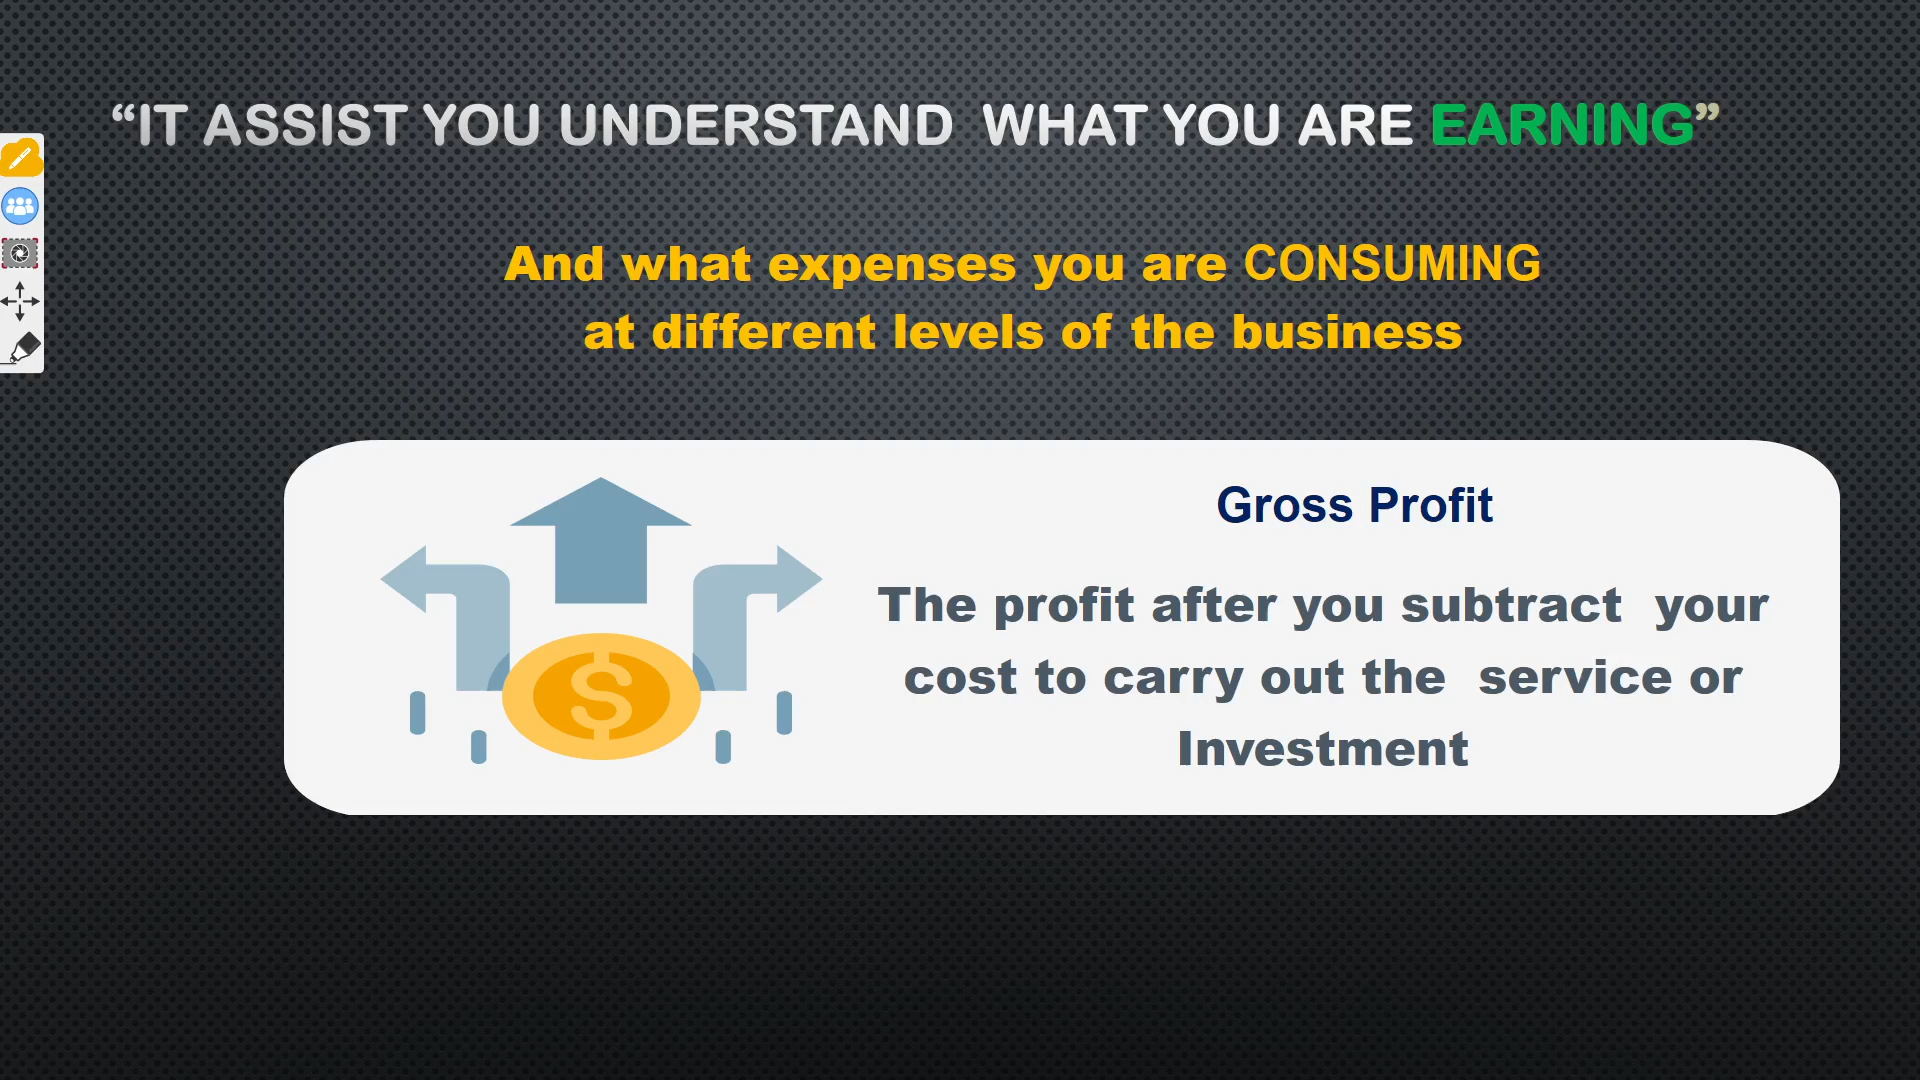 “IT ASSIST YOU UNDERSTAND WHAT YOU ARE EARNING”
And what expenses you are CONSUMING
at different levels of the business
Gross Profit
The profit after you subtract your
cost to carry out the service or
Investment
$